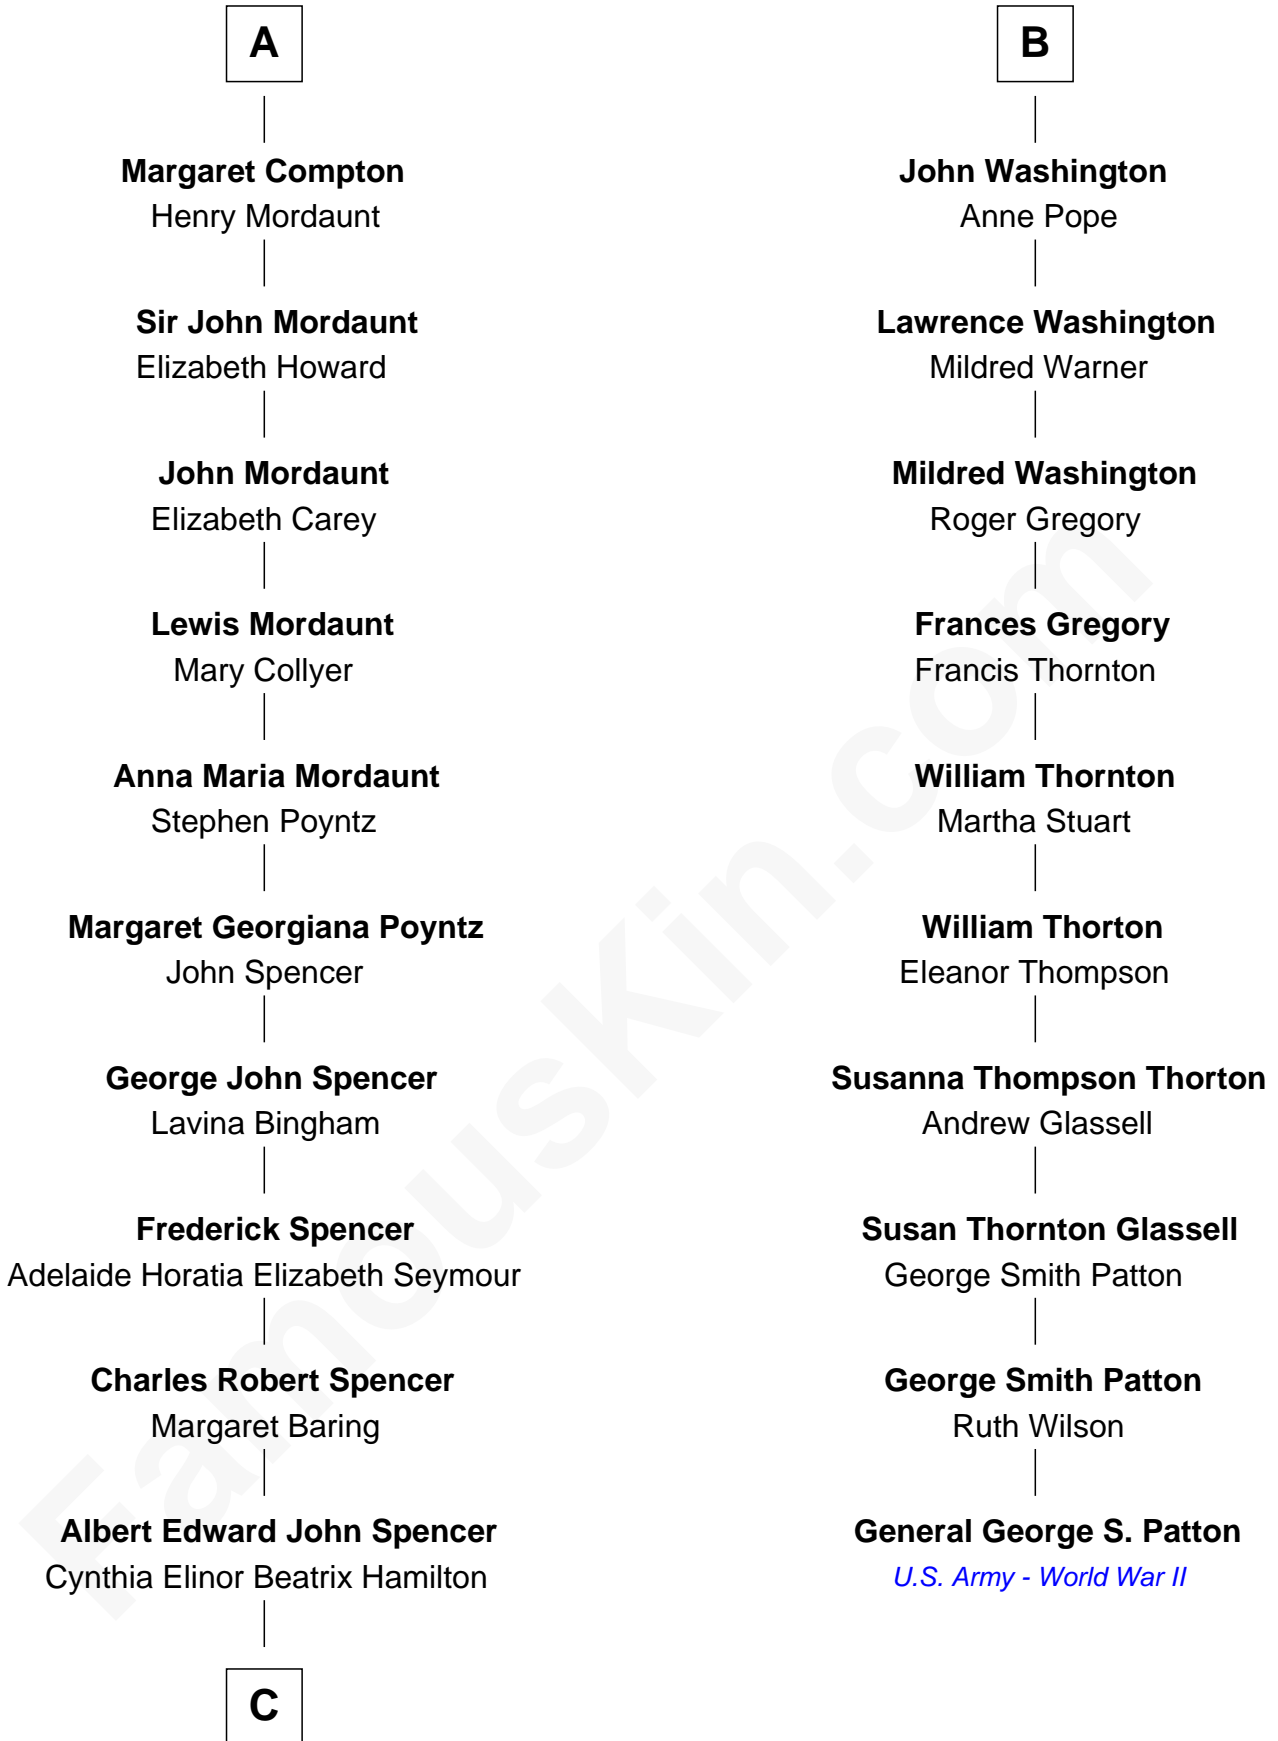 A
Margaret Compton
Henry Mordaunt
Sir John Mordaunt
Elizabeth Howard
John Mordaunt
Elizabeth Carey
Lewis Mordaunt
Mary Collyer
Anna Maria Mordaunt
Stephen Poyntz
Margaret Georgiana Poyntz
John Spencer
George John Spencer
Lavina Bingham
Frederick Spencer
Adelaide Horatia Elizabeth Seymour
Charles Robert Spencer
Margaret Baring
Albert Edward John Spencer
Cynthia Elinor Beatrix Hamilton
C
B
John Washington
Anne Pope
Lawrence Washington
Mildred Warner
Mildred Washington
Roger Gregory
Frances Gregory
Francis Thornton
William Thornton
Martha Stuart
William Thorton
Eleanor Thompson
Susanna Thompson Thorton
Andrew Glassell
Susan Thornton Glassell
George Smith Patton
George Smith Patton
Ruth Wilson
General George S. Patton
U.S. Army - World War II
FamousKin.com